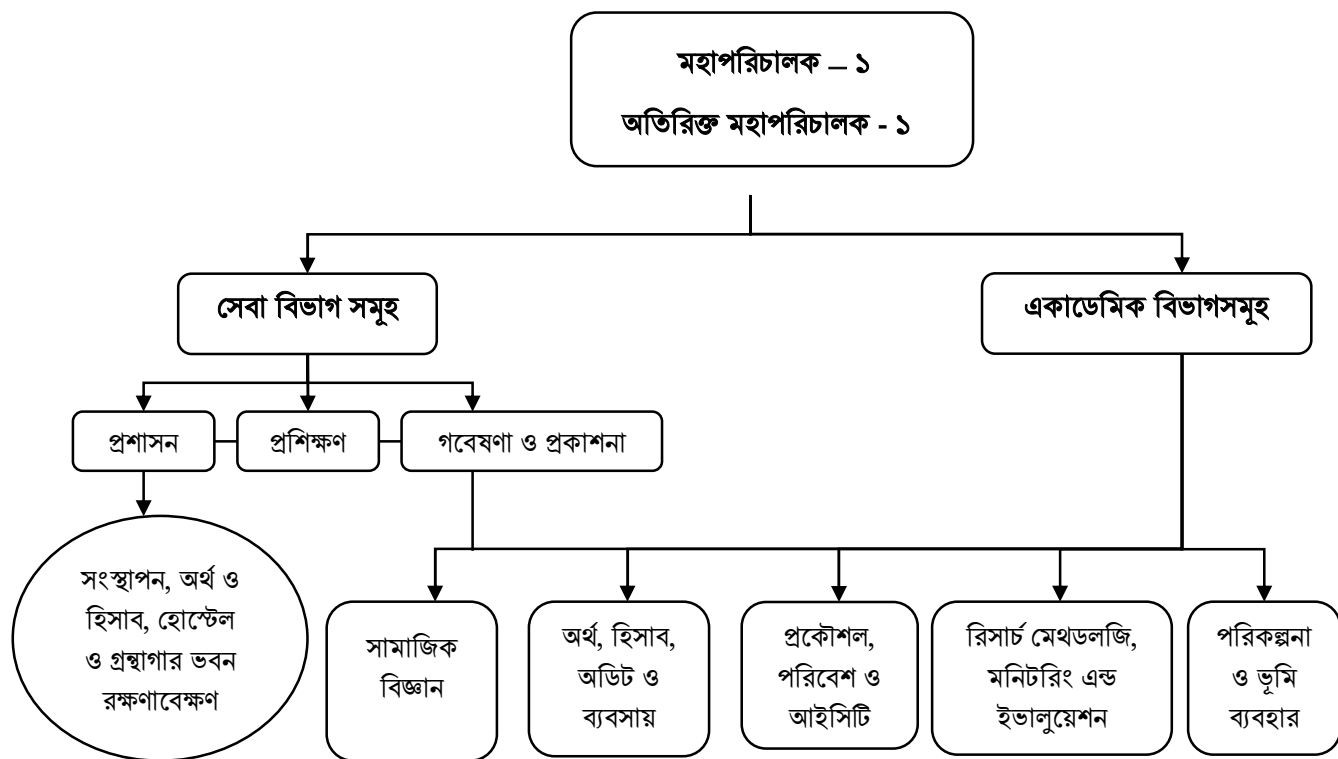 মহাপরিচালক – ১
অতিরিক্ত মহাপরিচালক - ১
সেবা বিভাগ সমূহ
একাডেমিক বিভাগসমূহ
প্রশাসন
প্রশিক্ষণ
গবেষণা ও প্রকাশনা
সংস্থাপন, অর্থ ও
হিসাব, হোস্টেল
ও গ্রন্থাগার ভবন
রক্ষণাবেক্ষণ
সামাজিক
বিজ্ঞান
অর্থ, হিসাব,
অডিট ও
ব্যবসায়
প্রকৌশল,
পরিবেশ ও
আইসিটি
রিসার্চ মেথডলজি,
মনিটরিং এন্ড
ইভালুয়েশন
পরিকল্পনা
ও ভূমি
ব্যবহার